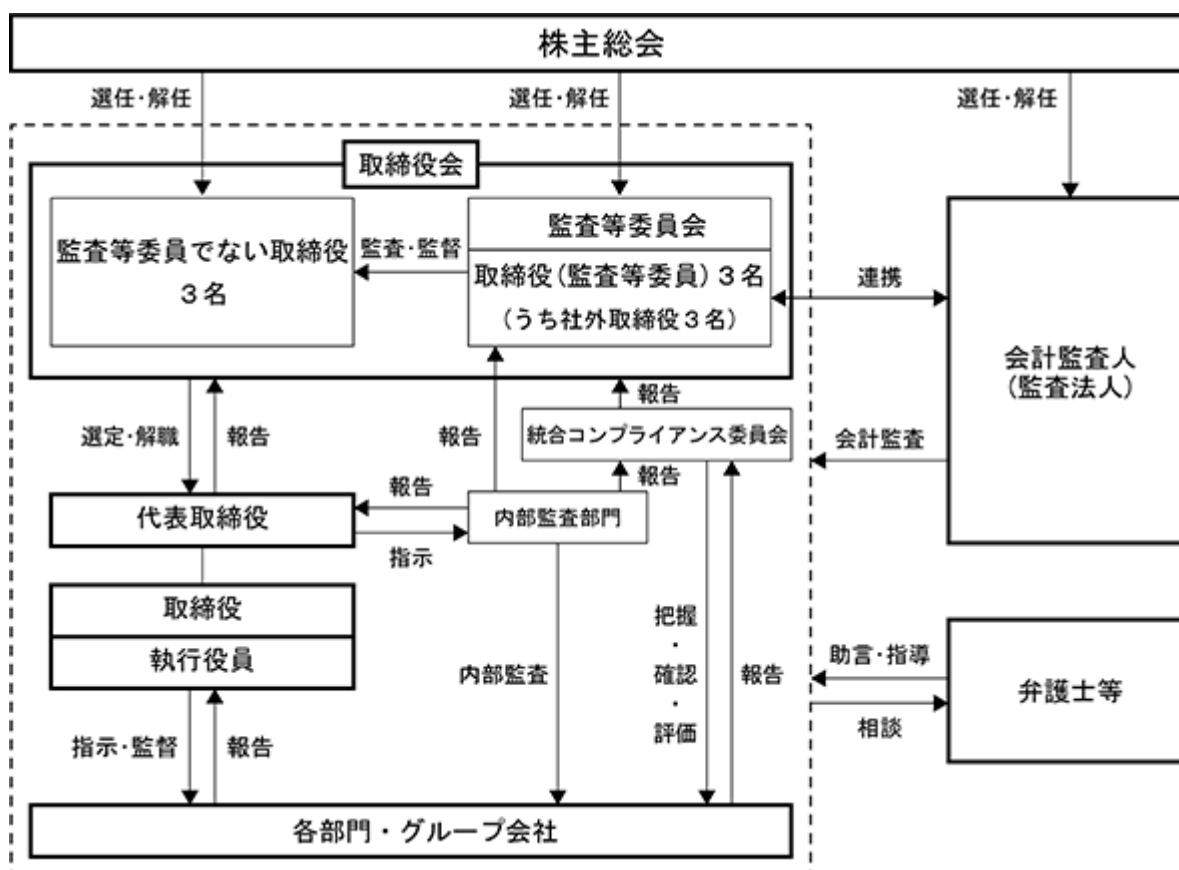 株主総会
選任・解任
選任・解任
選任・解任
取締役会
監査等委員でない取締役
３名
監査・監督
監査等委員会
取締役（監査等委員）３名
（うち社外取締役３名）
連携
会計監査人
（監査法人）
会計監査
選定・解職
報告
報告
報告
統合コンプライアンス委員会
報告
代表取締役
報告
指示
内部監査部門
取締役
執行役員
内部監査
把握
・
確認
・
評価
報告
助言・指導
相談
弁護士等
指示・監督
報告
各部門・グループ会社